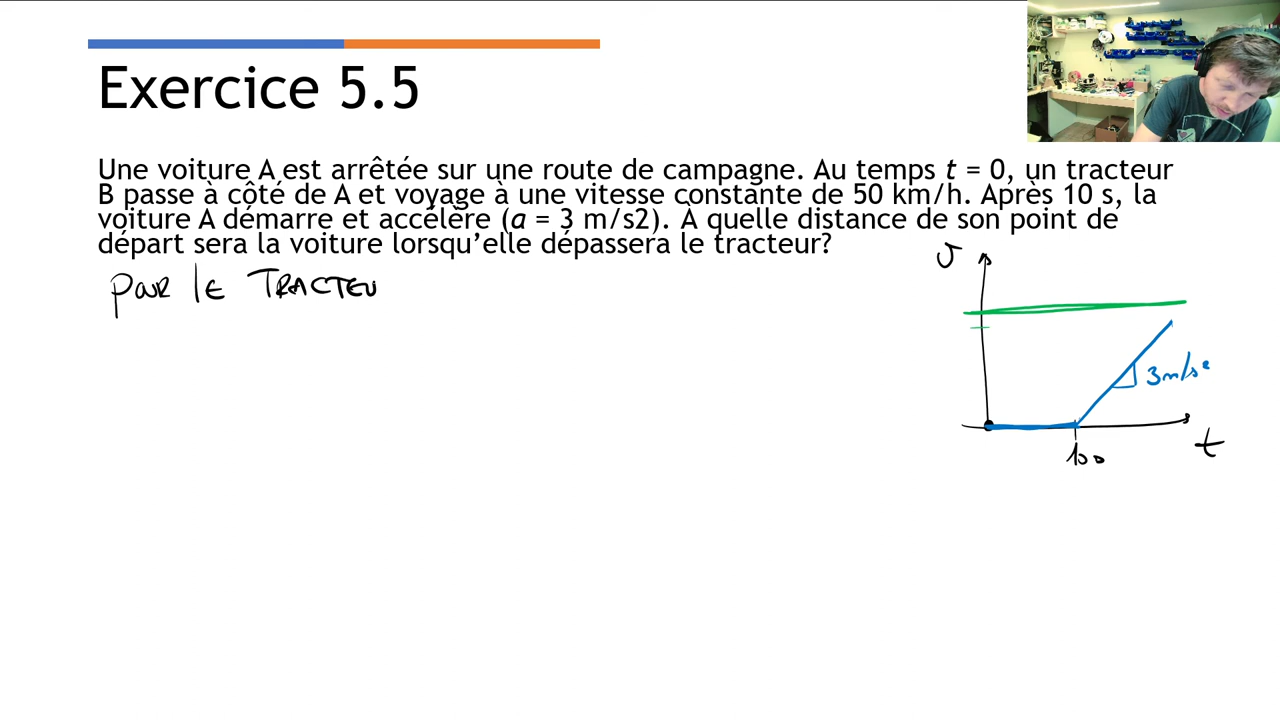 Exercice 5.5
Une voiture A est arrêtée sur une route de campagne. Au temps t = 0, un tracteur
B passe à côté de A et voyage à une vitesse constante de 50 km/h. Après 10 s, la
voiture A démarre et accélère (a = 3 m/s2). À quelle distance de son point de
départ sera la voiture lorsqu’elle dépassera le tracteur?
POUR LE TRACTEU
v
3m/s²
t